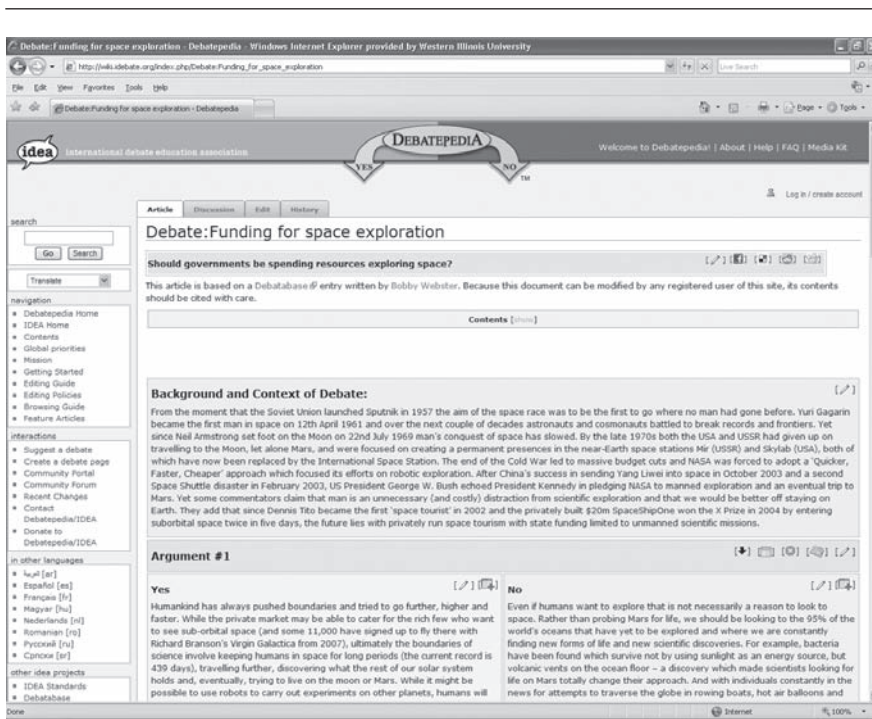 Debate:Funding for space exploration - Debatepedia - Windows Internet Explorer provided by Western Illinois University
http://wiki.idebate.org/index.php/Debate:Funding_for_space_exploration
Live Search
File Edit View Favorites Tools Help
Debate:Funding for space exploration - Debatepedia
Page Tools
idea international debate education association
DEBATEPEDIA
YES NO
TM
Welcome to Debatepedia! | About | Help | FAQ | Media Kit
Log in / create account
Article Discussion Edit History
search
Go Search
Translate
navigation
Debatepedia Home
IDEA Home
Contents
Global priorities
Mission
Getting Started
Editing Guide
Editing Policies
Browsing Guide
Feature Articles
interactions
Suggest a debate
Create a debate page
Community Portal
Community Forum
Recent Changes
Contact
Debatepedia/IDEA
Donate to
Debatepedia/IDEA
in other languages
[ar]
Español [es]
Français [fr]
Magyar [hu]
Nederlands [nl]
Romanian [ro]
Русский [ru]
Српски [sr]
other idea projects
IDEA Standards
Debatabase
Debate:Funding for space exploration
Should governments be spending resources exploring space?
This article is based on a Debatabase entry written by Bobby Webster. Because this document can be modified by any registered user of this site, its contents
should be cited with care.
Contents [show]
Background and Context of Debate:
From the moment that the Soviet Union launched Sputnik in 1957 the aim of the space race was to be the first to go where no man had gone before. Yuri Gagarin
became the first man in space on 12th April 1961 and over the next couple of decades astronauts and cosmonauts battled to break records and frontiers. Yet
since Neil Armstrong set foot on the Moon on 22nd July 1969 man's conquest of space has slowed. By the late 1970s both the USA and USSR had given up on
travelling to the Moon, let alone Mars, and were focused on creating a permanent presences in the near-Earth space stations Mir (USSR) and Skylab (USA), both of
which have now been replaced by the International Space Station. The end of the Cold War led to massive budget cuts and NASA was forced to adopt a 'Quicker,
Faster, Cheaper' approach which focused its efforts on robotic exploration. After China's success in sending Yang Liwei into space in October 2003 and a second
Space Shuttle disaster in February 2003, US President George W. Bush echoed President Kennedy in pledging NASA to manned exploration and an eventual trip to
Mars. Yet some commentators claim that man is an unnecessary (and costly) distraction from scientific exploration and that we would be better off staying on
Earth. They add that since Dennis Tito became the first 'space tourist' in 2002 and the privately built $20m SpaceShipOne won the X Prize in 2004 by entering
suborbital space twice in five days, the future lies with privately run space tourism with state funding limited to unmanned scientific missions.
Argument #1
Yes
Humankind has always pushed boundaries and tried to go further, higher and
faster. While the private market may be able to cater for the rich few who want
to see sub-orbital space (and some 11,000 have signed up to fly there with
Richard Branson's Virgin Galactica from 2007), ultimately the boundaries of
science involve keeping humans in space for long periods (the current record is
439 days), travelling further, discovering what the rest of our solar system
holds and, eventually, trying to live on the moon or Mars. While it might be
possible to use robots to carry out experiments on other planets, humans will
No
Even if humans want to explore that is not necessarily a reason to look to
space. Rather than probing Mars for life, we should be looking to the 95% of the
world's oceans that have yet to be explored and where we are constantly
finding new forms of life and new scientific discoveries. For example, bacteria
have been found which survive not by using sunlight as an energy source, but
volcanic vents on the ocean floor – a discovery which made scientists looking for
life on Mars totally change their approach. And with individuals constantly in the
news for attempts to traverse the globe in rowing boats, hot air balloons and
Done
Internet 100%